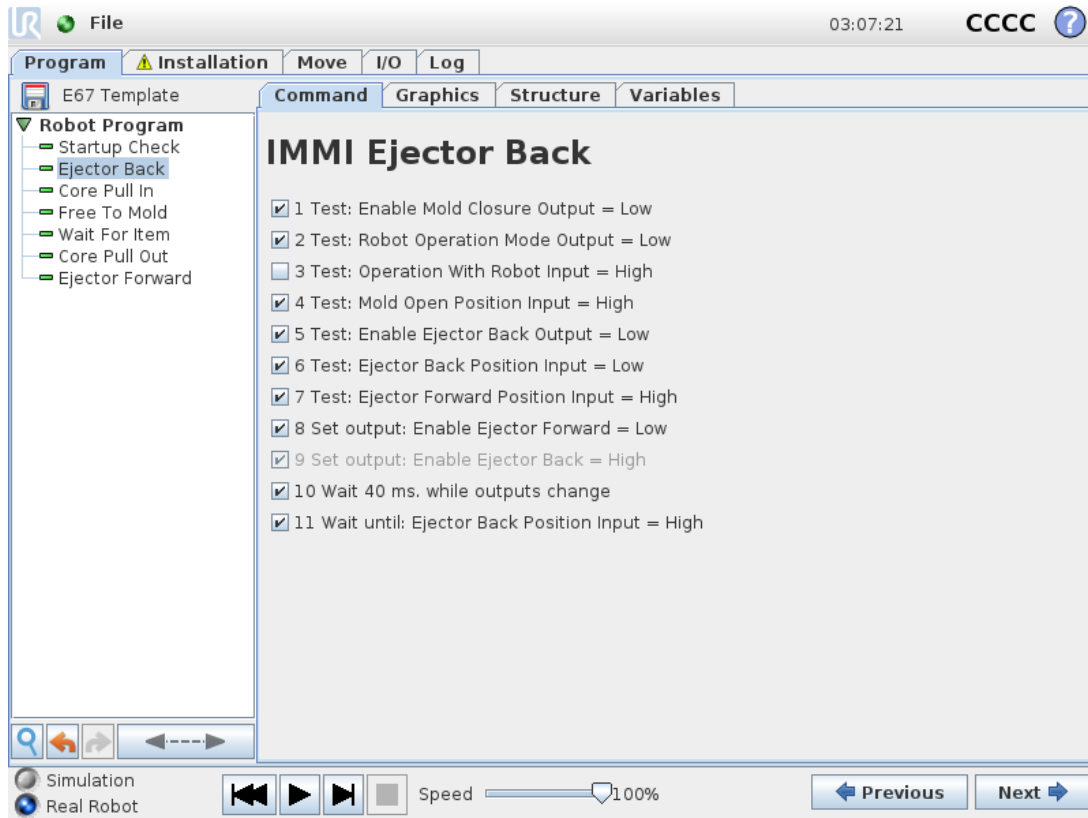 UR File 03:07:21 CCCC ?
Program Installation Move I/O Log
E67 Template
Command Graphics Structure Variables
Robot Program
Startup Check
Ejector Back
Core Pull In
Free To Mold
Wait For Item
Core Pull Out
Ejector Forward
IMMI Ejector Back
1 Test: Enable Mold Closure Output = Low
2 Test: Robot Operation Mode Output = Low
3 Test: Operation With Robot Input = High
4 Test: Mold Open Position Input = High
5 Test: Enable Ejector Back Output = Low
6 Test: Ejector Back Position Input = Low
7 Test: Ejector Forward Position Input = High
8 Set output: Enable Ejector Forward = Low
9 Set output: Enable Ejector Back = High
10 Wait 40 ms. while outputs change
11 Wait until: Ejector Back Position Input = High
Simulation
Real Robot
Speed 100%
Previous Next